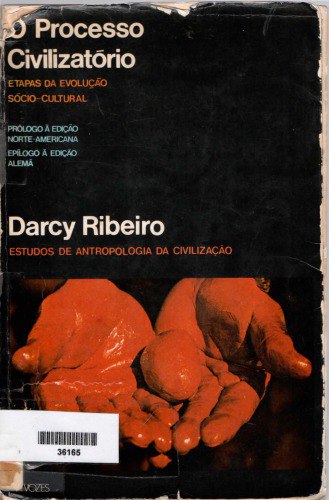 O Processo
Civilizatório
ETAPAS DA EVOLUÇÃO
SÓCIO-CULTURAL
PRÓLOGO À EDIÇÃO
NORTE-AMERICANA
EPÍLOGO À EDIÇÃO
ALEMÃ
Darcy Ribeiro
ESTUDOS DE ANTROPOLOGIA DA CIVILIZAÇÃO
36165
VOZES